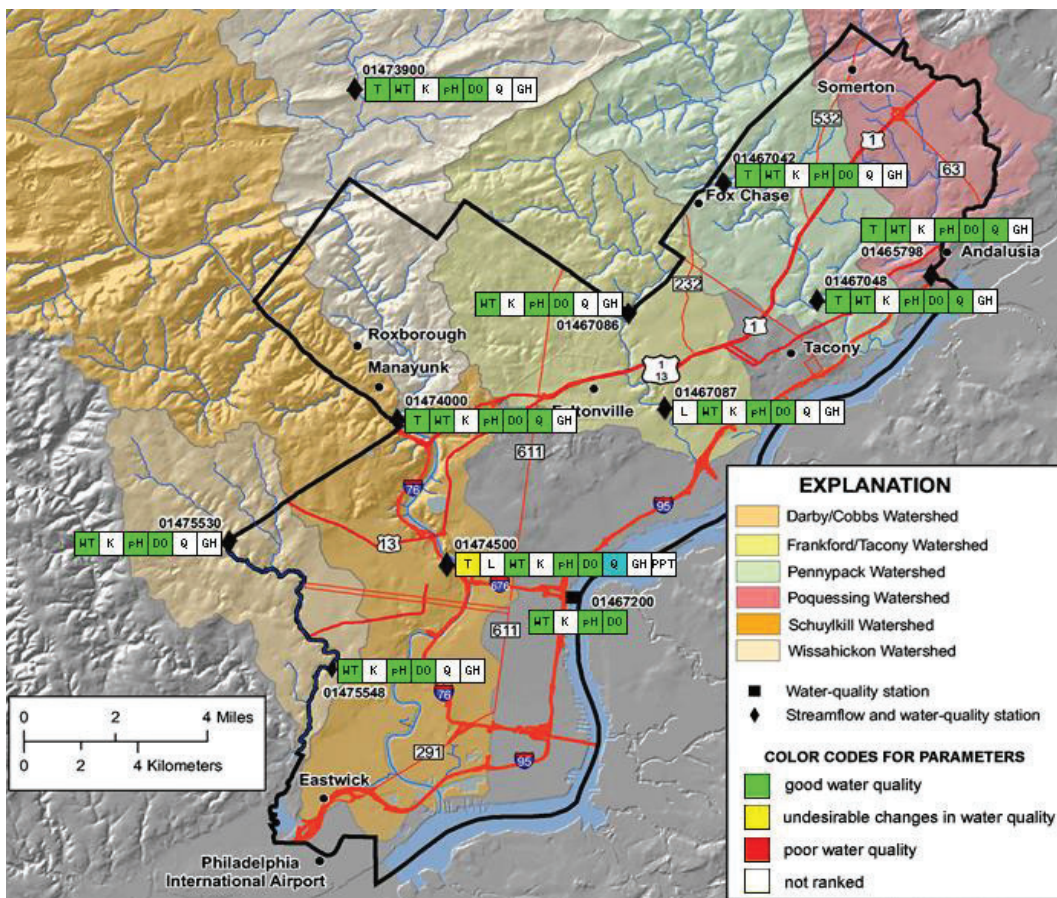 01473900
T WT K pH DO Q GH
Somerton
532
1
01467042
T WT K pH DO Q GH
Fox Chase
63
T WT K pH DO Q GH
01465798
Andalusia
01467048
T WT K pH DO Q GH
232
WT K pH DO Q GH
01467086
1
Roxborough
Tacony
Manayunk
1
13
01467087
L WT K pH DO Q GH
01474000
T WT K pH DO Q GH
611
76
95
01475530
WT K pH DO Q GH
13
01474500
T L WT K pH DO Q GH PPT
676
01467200
WT K pH DO
611
WT K pH DO Q GH
01475548
76
291
95
Eastwick
Philadelphia
International Airport
0 2 4 Miles
0 2 4 Kilometers
EXPLANATION
Darby/Cobbs Watershed
Frankford/Tacony Watershed
Pennypack Watershed
Poquessing Watershed
Schuylkill Watershed
Wissahickon Watershed
Water-quality station
Streamflow and water-quality station
COLOR CODES FOR PARAMETERS
good water quality
undesirable changes in water quality
poor water quality
not ranked